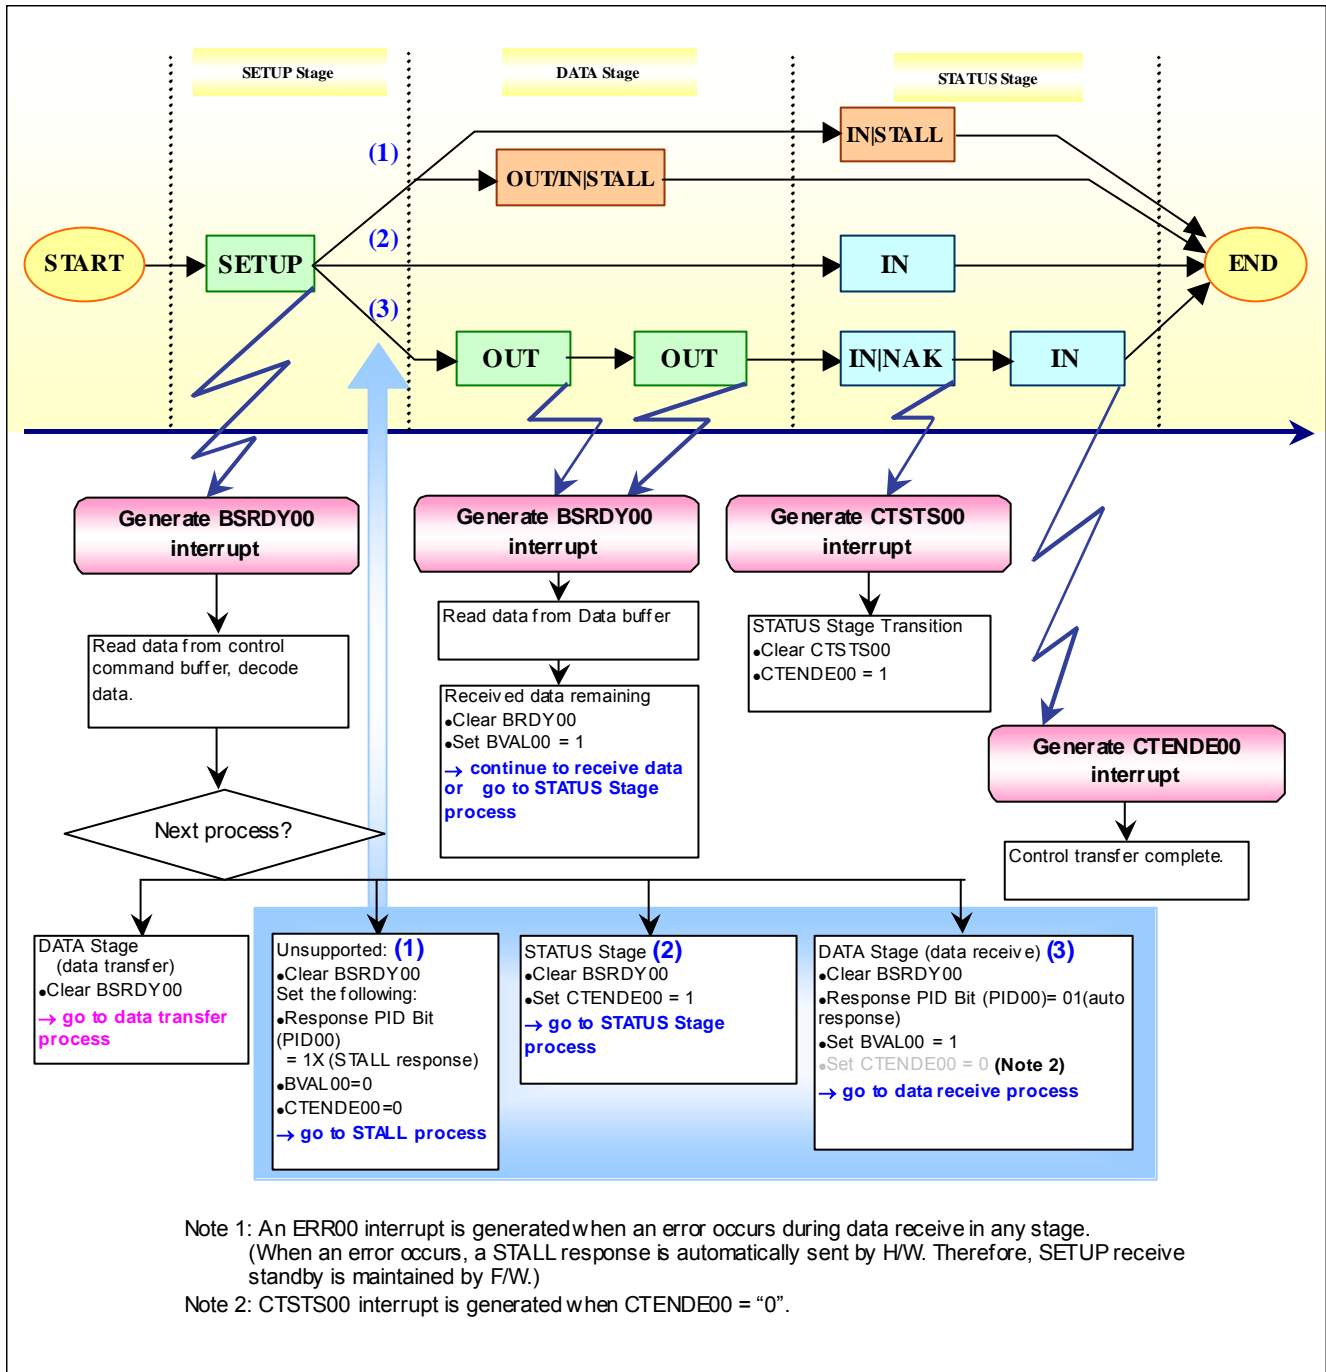 SETUP Stage
DATA Stage
STATUS Stage
(1)
IN|STALL
OUT/IN|STALL
(2)
START
SETUP
IN
END
(3)
OUT
OUT
IN|NAK
IN
Generate BSRDY00
interrupt
Generate BSRDY00
interrupt
Generate CTSTS00
interrupt
Read data from control
command buffer, decode
data.
Read data from Data buffer
STATUS Stage Transition
●Clear CTSTS00
●CTENDE00 = 1
Received data remaining
●Clear BRDY00
●Set BVAL00 = 1
→ continue to receive data
or go to STATUS Stage
process
Generate CTENDE00
interrupt
Next process?
Control transfer complete.
DATA Stage
(data transfer)
●Clear BSRDY00
→ go to data transfer
process
Unsupported: (1)
●Clear BSRDY00
Set the following:
●Response PID Bit
(PID00)
= 1X (STALL response)
●BVAL00=0
●CTENDE00=0
→ go to STALL process
STATUS Stage (2)
●Clear BSRDY00
●Set CTENDE00 = 1
→ go to STATUS Stage
process
DATA Stage (data receive) (3)
●Clear BSRDY00
●Response PID Bit (PID00)= 01(auto
response)
●Set BVAL00 = 1
●Set CTENDE00 = 0 (Note 2)
→ go to data receive process
Note 1: An ERR00 interrupt is generated when an error occurs during data receive in any stage.
(When an error occurs, a STALL response is automatically sent by H/W. Therefore, SETUP receive
standby is maintained by F/W.)
Note 2: CTSTS00 interrupt is generated when CTENDE00 = “0”.